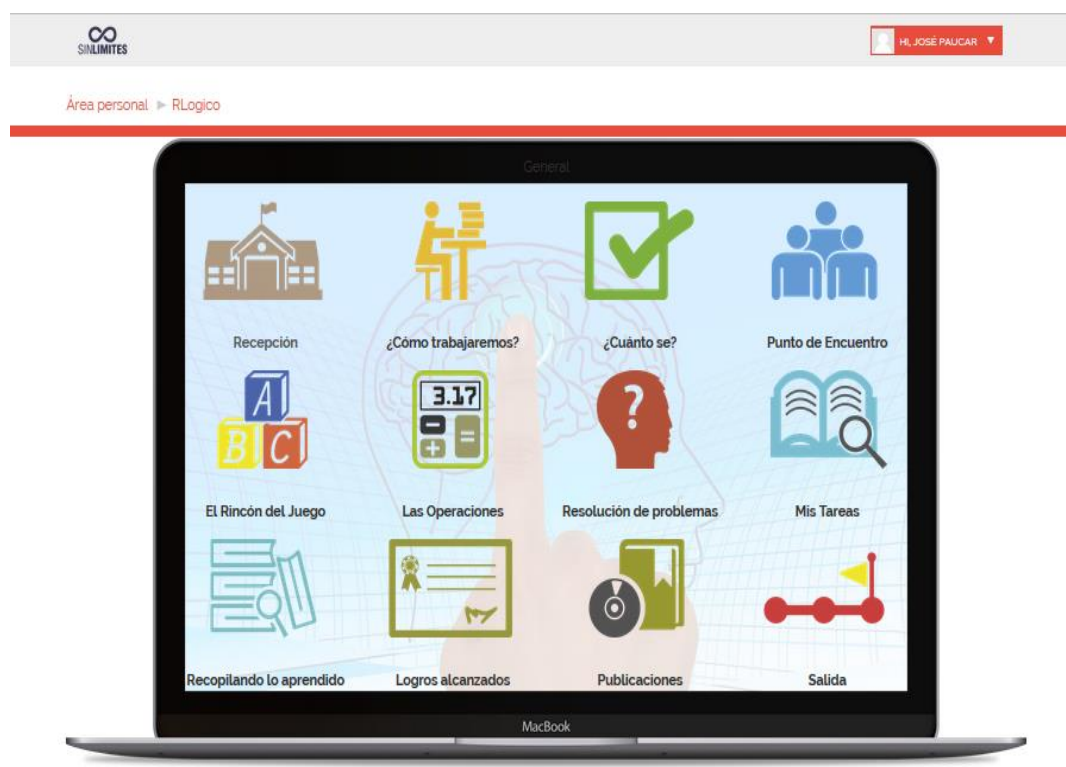 SINLIMITES
HI, JOSÉ PAUCAR ▼
Área personal ► RLogico
General
Recepción
¿Cómo trabajaremos?
¿Cuánto se?
Punto de Encuentro
A
B C
3.17
?
El Rincón del Juego
Las Operaciones
Resolución de problemas
Mis Tareas
Recopilando lo aprendido
Logros alcanzados
Publicaciones
Salida
MacBook